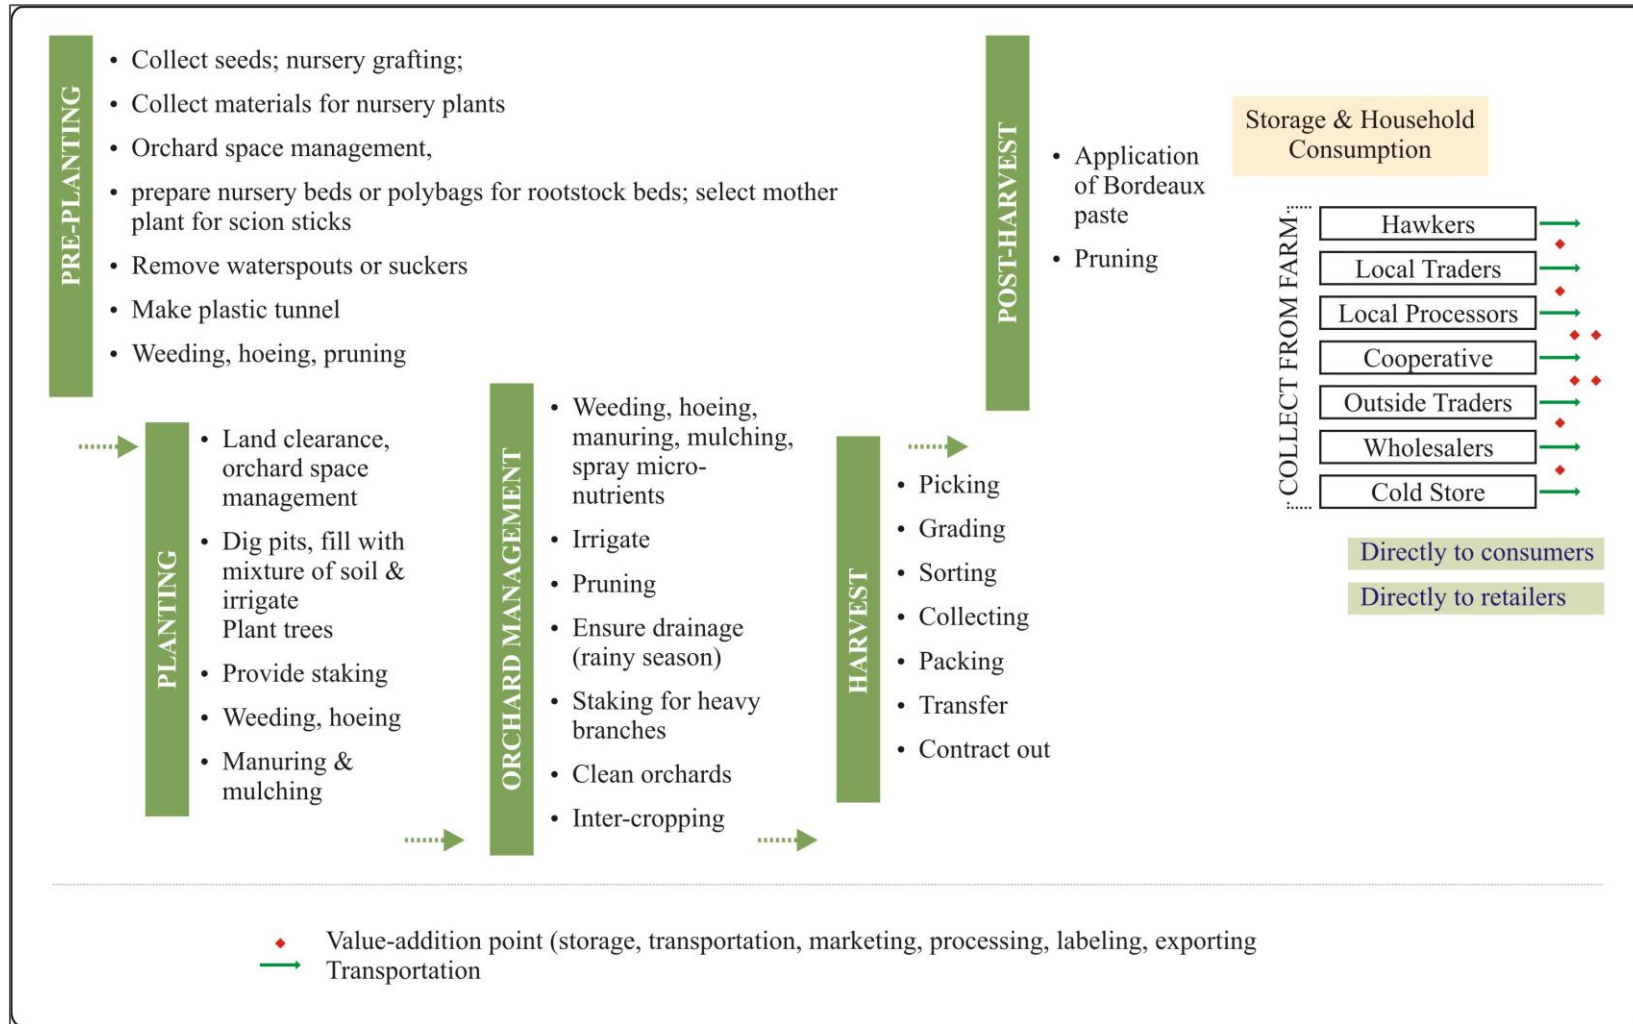 PRE-PLANTING
• Collect seeds; nursery grafting;
• Collect materials for nursery plants
• Orchard space management,
• prepare nursery beds or polybags for rootstock beds; select mother
plant for scion sticks
• Remove waterspouts or suckers
• Make plastic tunnel
• Weeding, hoeing, pruning
PLANTING
• Land clearance,
orchard space
management
• Dig pits, fill with
mixture of soil &
irrigate
Plant trees
• Provide staking
• Weeding, hoeing
• Manuring &
mulching
ORCHARD MANAGEMENT
• Weeding, hoeing,
manuring, mulching,
spray micro-
nutrients
• Irrigate
• Pruning
• Ensure drainage
(rainy season)
• Staking for heavy
branches
• Clean orchards
• Inter-cropping
HARVEST
• Picking
• Grading
• Sorting
• Collecting
• Packing
• Transfer
• Contract out
POST-HARVEST
• Application
of Bordeaux
paste
• Pruning
Storage & Household
Consumption
COLLECT FROM FARM
Hawkers
Local Traders
Local Processors
Cooperative
Outside Traders
Wholesalers
Cold Store
Directly to consumers
Directly to retailers
Value-addition point (storage, transportation, marketing, processing, labeling, exporting
Transportation